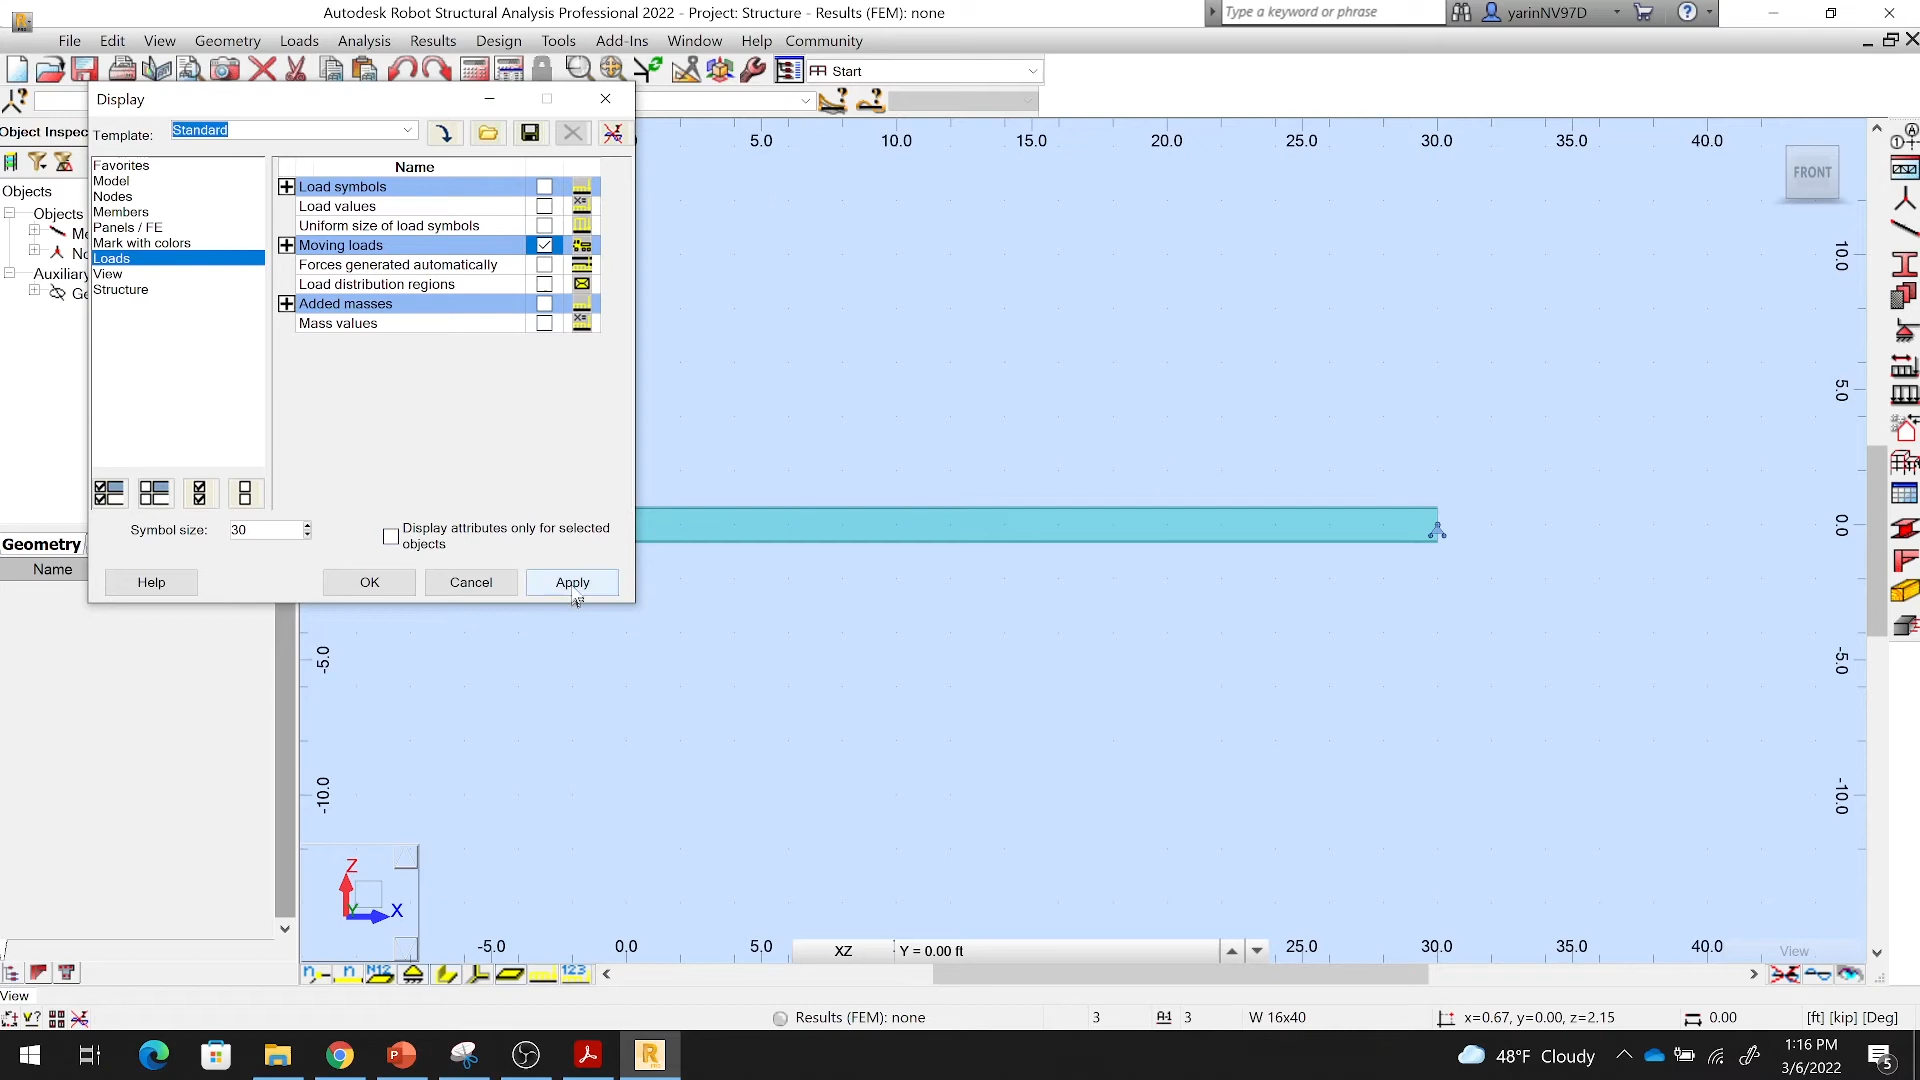 Autodesk Robot Structural Analysis Professional 2022 - Project: Structure - Results (FEM): none
Type a keyword or phrase
yarinNV97D
File Edit View Geometry Loads Analysis Results Design Tools Add-Ins Window Help Community
Start
Display
Object Inspec
Template: Standard
Name
Favorites
Model
Nodes
Members
Panels / FE
Mark with colors
Loads
View
Structure
Load symbols
Load values
Uniform size of load symbols
Moving loads
Forces generated automatically
Load distribution regions
Added masses
Mass values
Objects
Objects
Auxiliary
Symbol size: 30
Display attributes only for selected
objects
Help OK Cancel Apply
Geometry
Name
5.0 10.0 15.0 20.0 25.0 30.0 35.0 40.0
FRONT
10.0
5.0
0.0
-5.0 -5.0
-10.0 -10.0
Z
Y
X
-5.0 0.0 5.0 XZ Y = 0.00 ft 25.0 30.0 35.0 40.0 View
n n N12 123
View
Results (FEM): none 3 3 W 16x40 x=0.67, y=0.00, z=2.15 0.00 [ft] [kip] [Deg]
48°F Cloudy
1:16 PM
3/6/2022
5